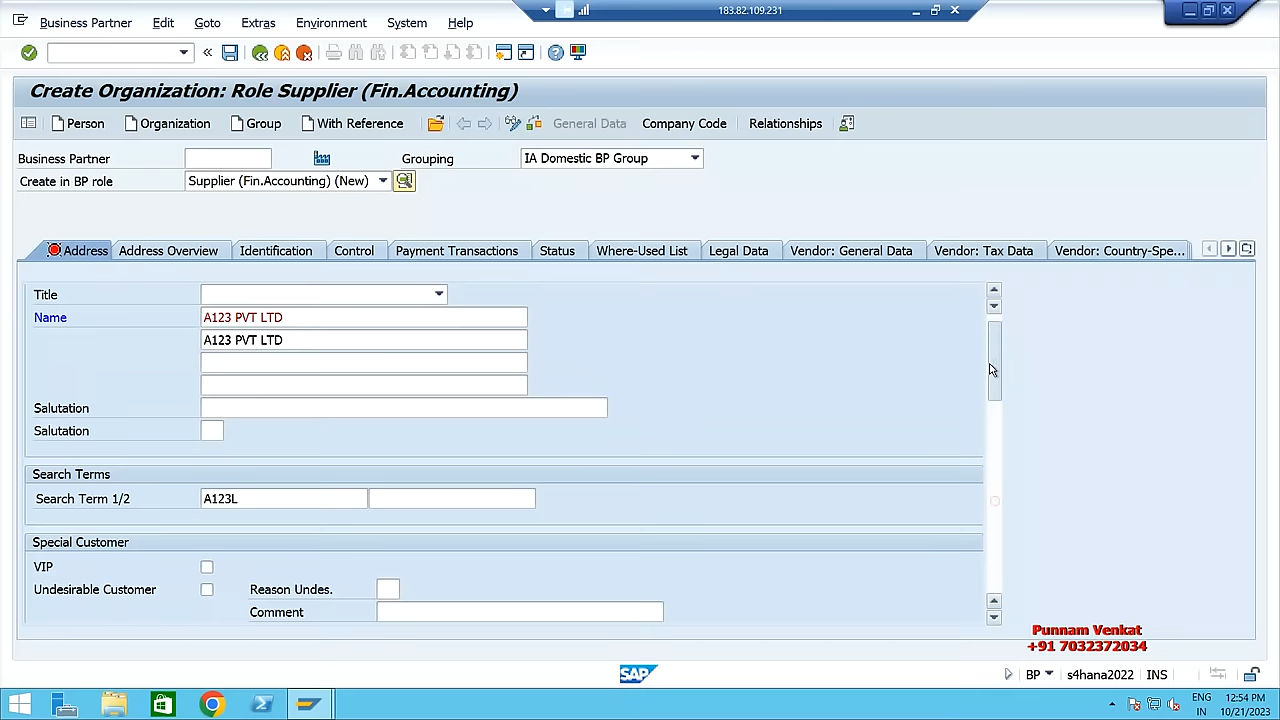 183.82.109.231
Business Partner Edit Goto Extras Environment System Help
Create Organization: Role Supplier (Fin.Accounting)
Person Organization Group With Reference General Data Company Code Relationships
Business Partner Grouping IA Domestic BP Group
Create in BP role Supplier (Fin.Accounting) (New)
Address Address Overview Identification Control Payment Transactions Status Where-Used List Legal Data Vendor: General Data Vendor: Tax Data Vendor: Country-Spe...
Title
Name A123 PVT LTD
A123 PVT LTD
Salutation
Salutation
Search Terms
Search Term 1/2 A123L
Special Customer
VIP
Undesirable Customer Reason Undes.
Comment
Punnam Venkat
+91 7032372034
SAP BP s4hana2022 INS
ENG 12:54 PM
IN 10/21/2023